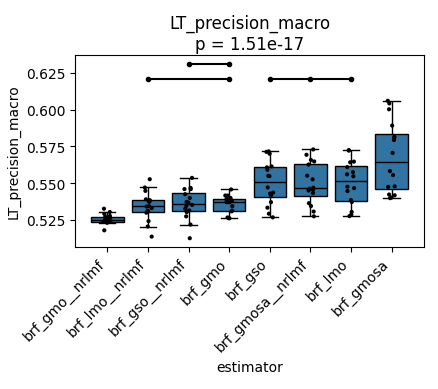 LT_precision_macro
p = 1.51e-17
LT_precision_macro
0.625
0.600
0.575
0.550
0.525
brf_gmo__nrlmf
brf_lmo__nrlmf
brf_gso__nrlmf
brf_gmo
brf_gso
brf_gmosa__nrlmf
brf_lmo
brf_gmosa
estimator